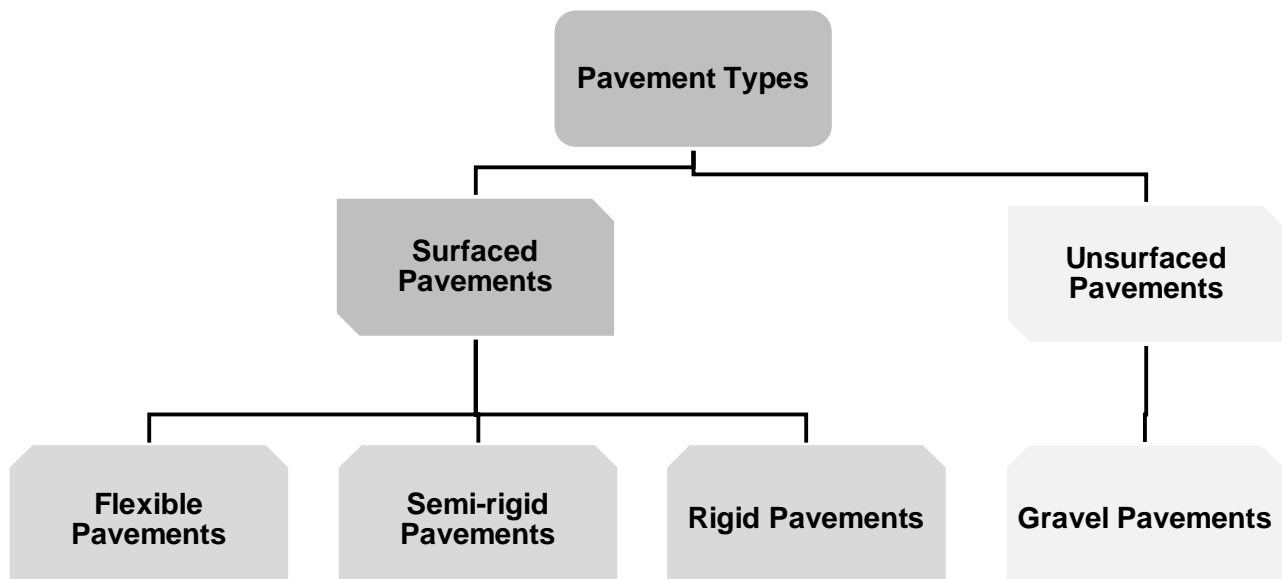 Pavement Types
Surfaced
Pavements
Unsurfaced
Pavements
Flexible
Pavements
Semi-rigid
Pavements
Rigid Pavements
Gravel Pavements